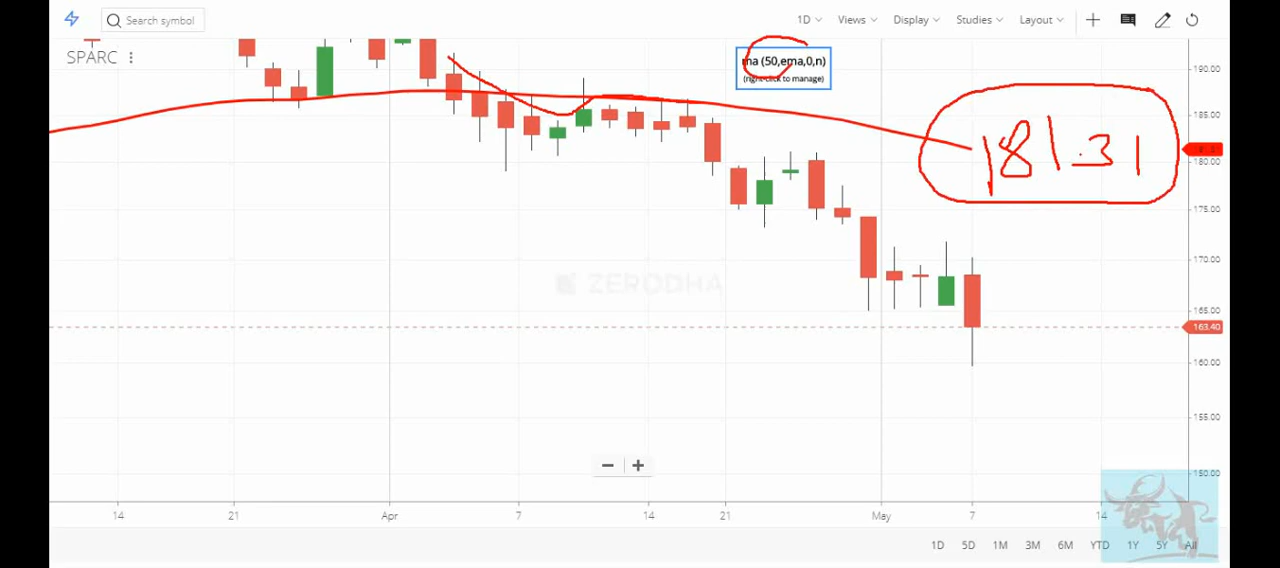 Search symbol
1D Views Display Studies Layout
SPARC
ma (50,ema,0,n)
(right-click to manage)
190.00
185.00
181.31
180.00
175.00
170.00
ZERODHA
165.00
163.40
160.00
155.00
150.00
14 21 Apr 7 14 21 May 7 14
1D 5D 1M 3M 6M YTD 1Y 5Y All